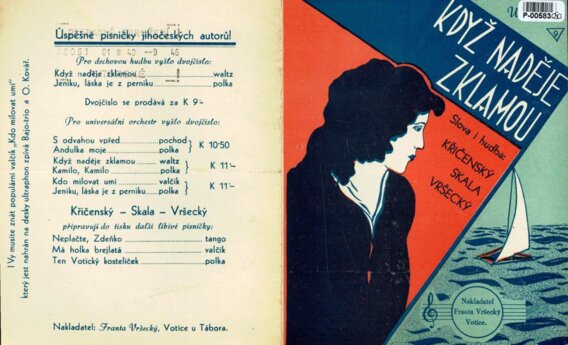 Úspěšné písničky jihočeských autorů!
Pro dechovou hudbu vyšlo dvojčíslo:
Když naděje zklamou waltz
Jeníku, láska je z perníku polka
Dvojčíslo se prodává za K 9·–
Pro universální orchestr vyšlo dvojčíslo:
S odvahou vpřed pochod
Andulka moje polka
K 10·50
Když naděje zklamou waltz
Kamilo, Kamilo polka
K 11·–
Kdo milovat umí valčík
Jeníku, láska je z perníku polka
K 11·–
Křičenský – Skala – Vršecký
připravují do tisku další líbivé písničky:
Neplačte, Zdeňko tango
Má holka brejlatá valčík
Ten Votický kostelíček polka
Nakladatel: Franta Vršecký, Votice u Tábora.
I Vy musíte znát populární valčík „Kdo milovat umí"
který jest nahrán na desky ultraphon zpívá Bajo-trio a O. Kovář.
P-00583
KDYŽ NADĚJE
ZKLAMOU
Slova i hudba:
KŘIČENSKÝ
SKALA
VRŠECKÝ
Nakladatel
Franta Vršecký
Votice.